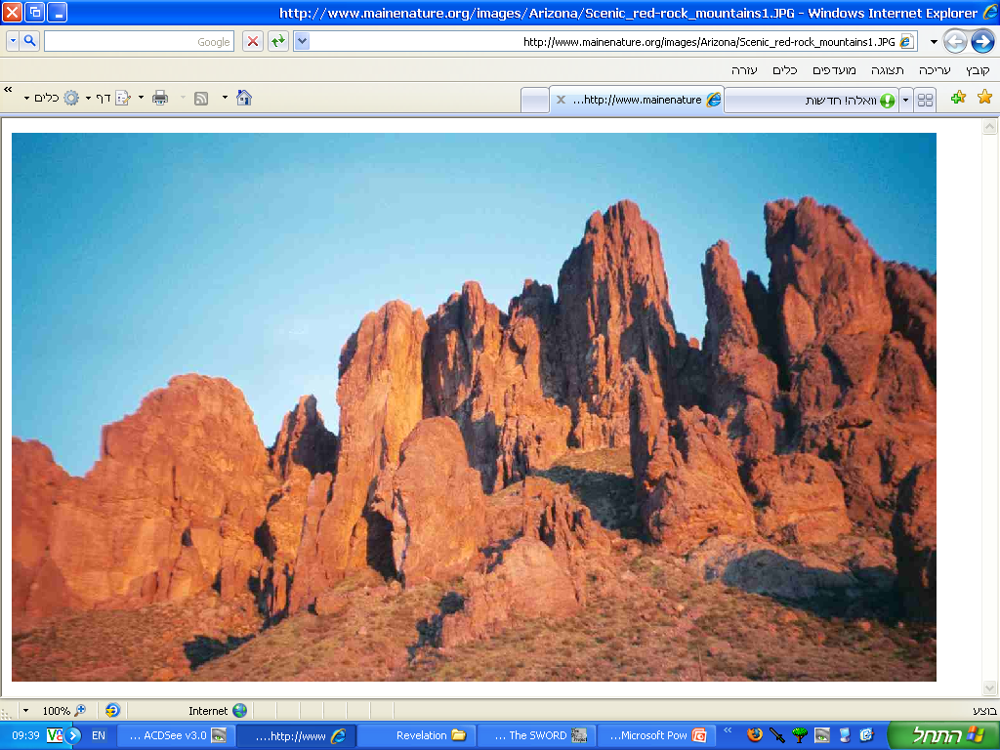 http://www.mainenature.org/images/Arizona/Scenic_red-rock_mountains1.JPG - Windows Internet Explorer
http://www.mainenature.org/images/Arizona/Scenic_red-rock_mountains1.JPG
Google
קובץ עריכה תצוגה מועדפים כלים עזרה
וואלה! חדשות
...http://www.mainenature
דף
כלים
«
בוצע
Internet
100%
התחל
«
...Microsoft Pow
... The SWORD
Revelation
....http://www
... ACDSee v3.0
EN
09:39